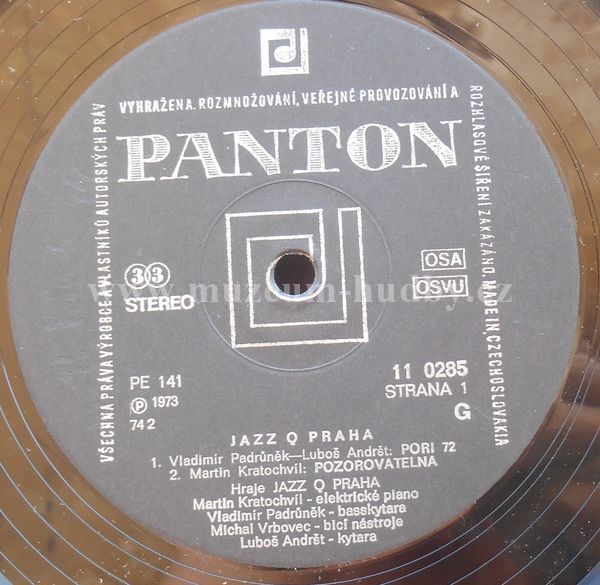 VŠECHNA PRÁVA VÝROBCE A VLASTNÍKŮ AUTORSKÝCH PRÁV
VYHRAŽENA. ROZMNOŽOVÁNÍ, VEŘEJNÉ PROVOZOVÁNÍ A
ROZHLASOVÉ ŠÍŘENÍ ZAKÁZÁNO. MADE IN CZECHOSLOVAKIA
PANTON
33
STEREO
OSA
OSVU
www.muzeum-hudby.cz
PE 141
℗ 1973
74 2
11 0285
STRANA 1
G
JAZZ Q PRAHA
1. Vladimír Padrůněk—Luboš Andršt: PORI 72
2. Martin Kratochvíl: POZOROVATELNA
Hraje JAZZ Q PRAHA
Martin Kratochvíl - elektrické piano
Vladimír Padrůněk - basskytara
Michal Vrbovec - bicí nástroje
Luboš Andršt - kytara